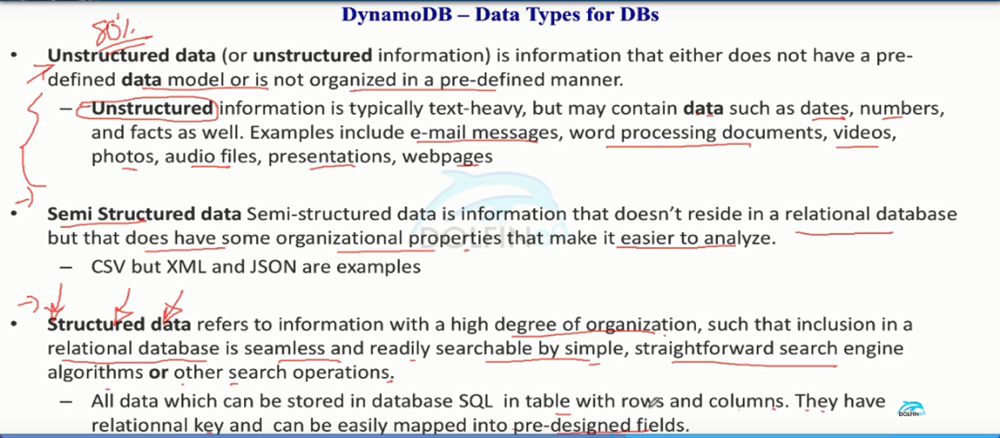 DynamoDB – Data Types for DBs
80%
• Unstructured data (or unstructured information) is information that either does not have a pre-
defined data model or is not organized in a pre-defined manner.
– Unstructured information is typically text-heavy, but may contain data such as dates, numbers,
and facts as well. Examples include e-mail messages, word processing documents, videos,
photos, audio files, presentations, webpages
• Semi Structured data Semi-structured data is information that doesn't reside in a relational database
but that does have some organizational properties that make it easier to analyze.
DOLFIN
– CSV but XML and JSON are examples
• Structured data refers to information with a high degree of organization, such that inclusion in a
relational database is seamless and readily searchable by simple, straightforward search engine
algorithms or other search operations.
– All data which can be stored in database SQL in table with rows and columns. They have
DOLFIN
relationnal key and can be easily mapped into pre-designed fields.